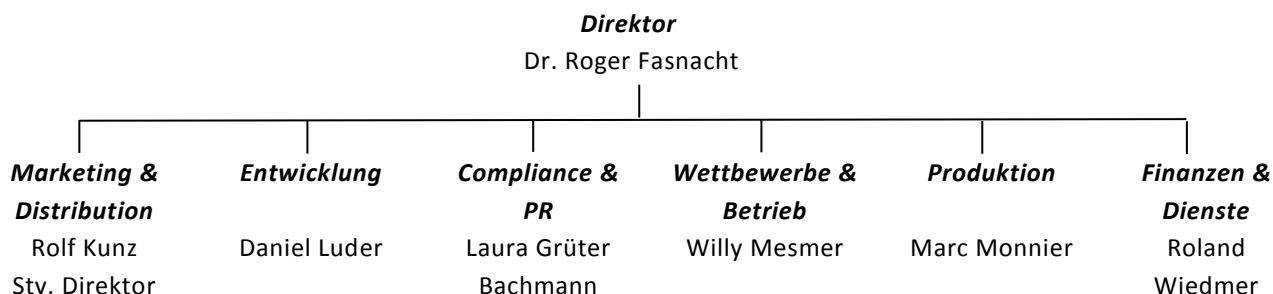 Direktor
Dr. Roger Fasnacht
Marketing &
Distribution
Rolf Kunz
Stv. Direktor
Entwicklung
Daniel Luder
Compliance &
PR
Laura Grüter
Bachmann
Wettbewerbe &
Betrieb
Willy Mesmer
Produktion
Marc Monnier
Finanzen &
Dienste
Roland
Wiedmer